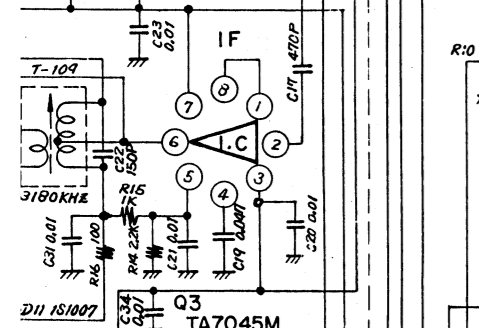 C23
0.01
IF
C17 470P
R:0
T-109
8
7
1
6
I.C
2
C22
150P
5
3
4
3180KHZ
R15
1K
C31 0.01
R16 100
R14 2.2K
C21 0.01
C19 0.047
C20 0.01
D11 1S1007
C34
0.01
Q3
TA7045M